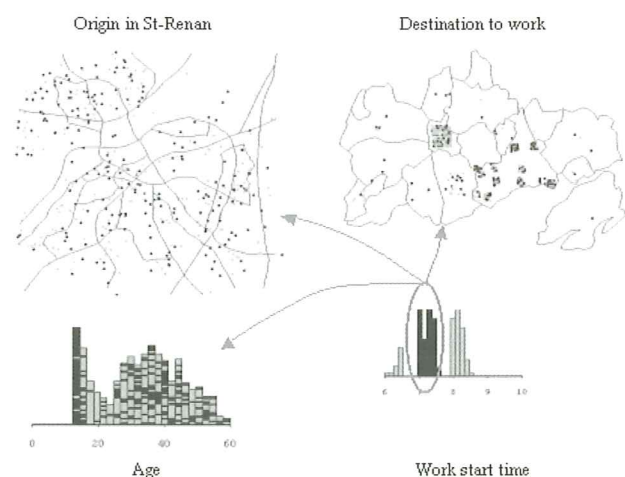 Origin in St-Renan
Destination to work
6 7 8 9 10
0 20 40 60
Age
Work start time